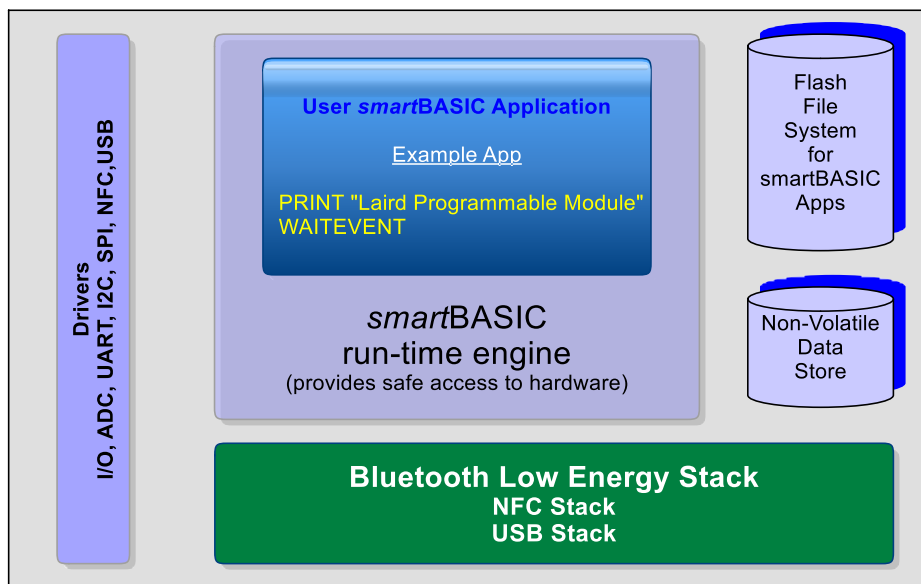 Drivers
I/O, ADC, UART, I2C, SPI, NFC,USB
User smartBASIC Application
Example App
PRINT "Laird Programmable Module"
WAITEVENT
smartBASIC
run-time engine
(provides safe access to hardware)
Flash
File
System
for
smartBASIC
Apps
Non-Volatile
Data
Store
Bluetooth Low Energy Stack
NFC Stack
USB Stack